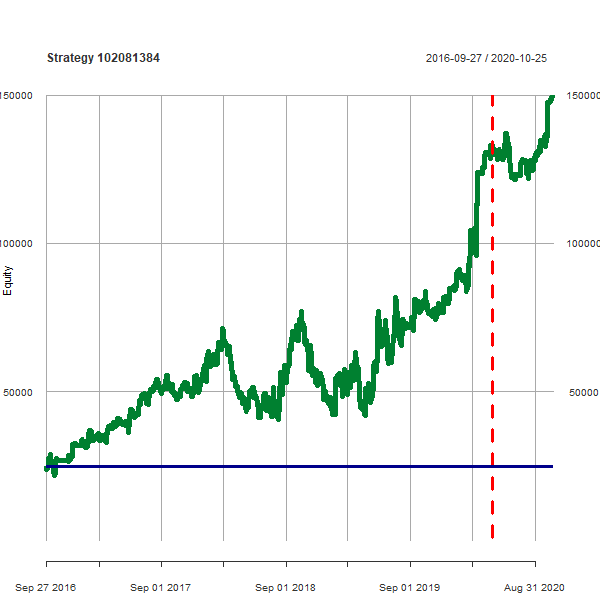 Strategy 102081384 2016-09-27 / 2020-10-25
150000 150000
100000 100000
Equity
50000 50000
Sep 27 2016 Sep 01 2017 Sep 01 2018 Sep 01 2019 Aug 31 2020